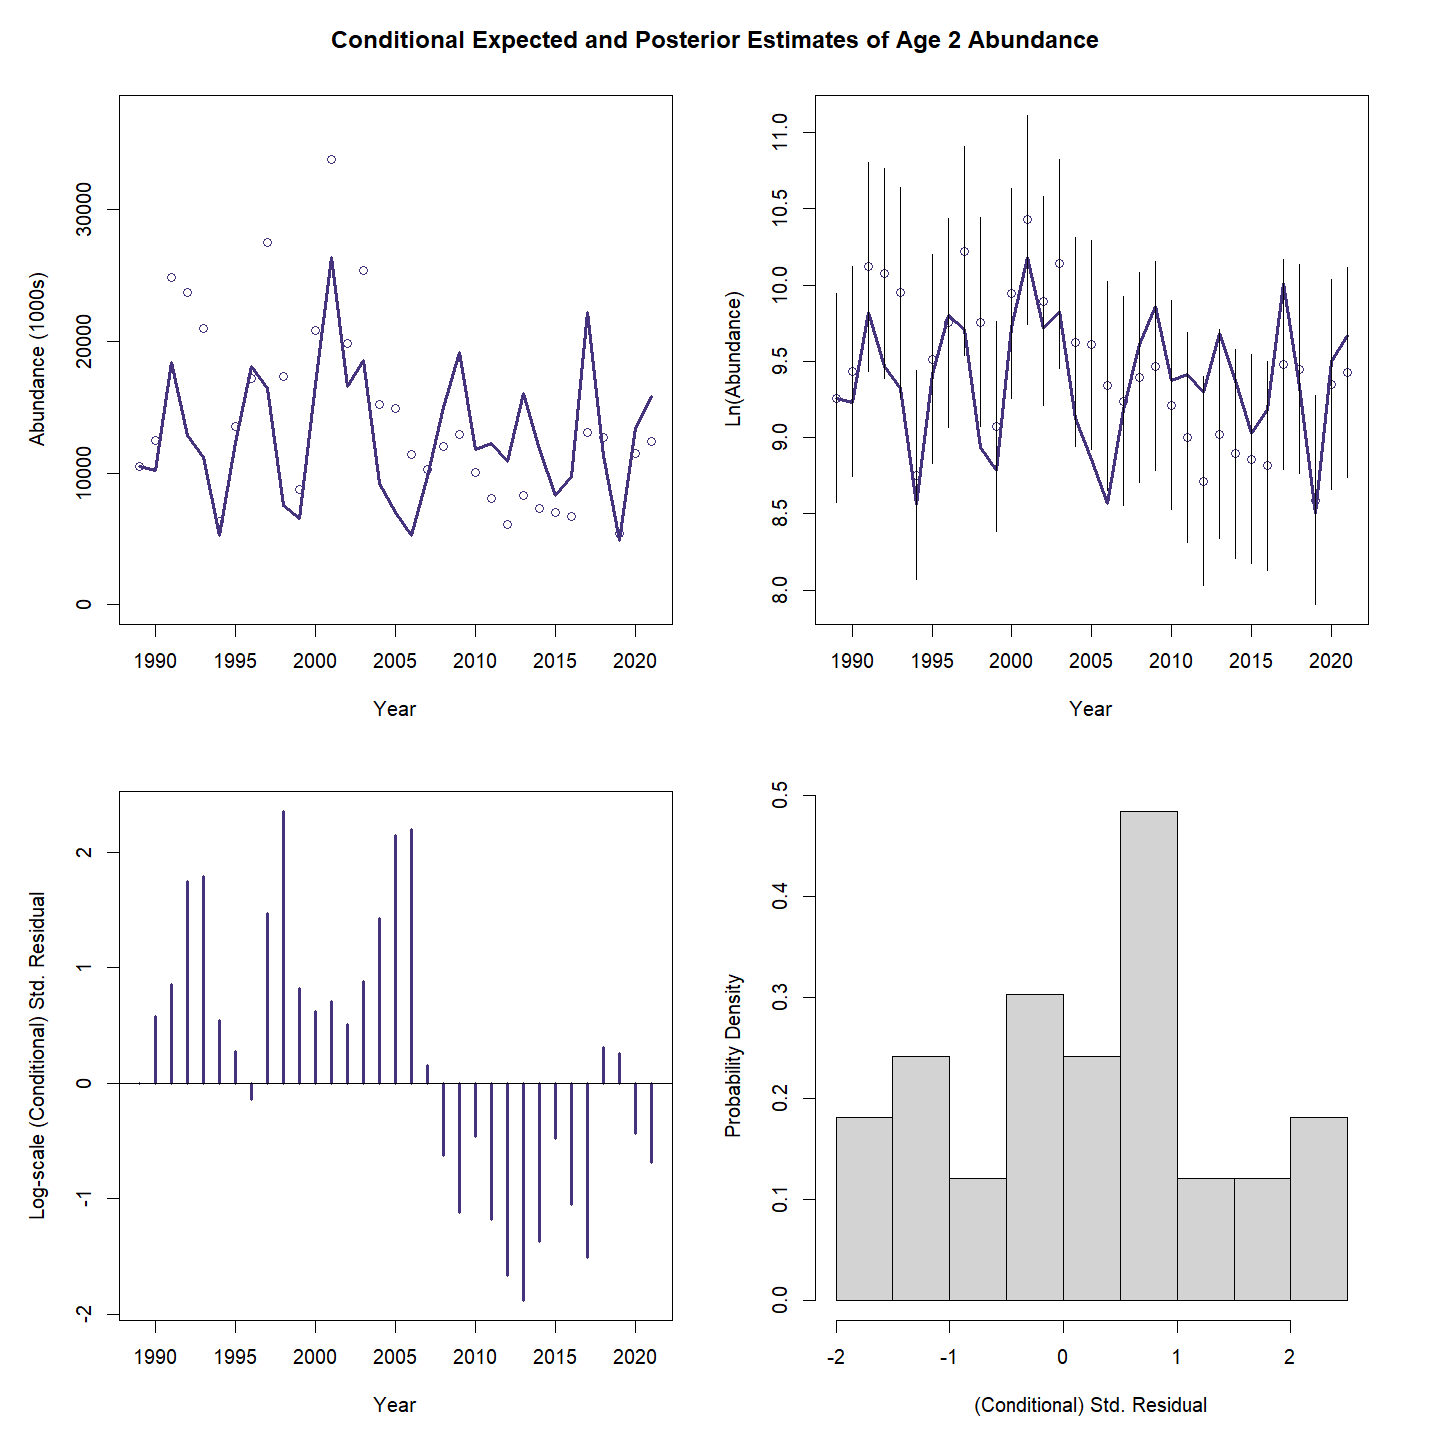 Conditional Expected and Posterior Estimates of Age 2 Abundance
Abundance (1000s)
30000
20000
10000
0
1990 1995 2000 2005 2010 2015 2020
Year
Ln(Abundance)
11.0
10.5
10.0
9.5
9.0
8.5
8.0
1990 1995 2000 2005 2010 2015 2020
Year
Log-scale (Conditional) Std. Residual
2
1
0
-1
-2
1990 1995 2000 2005 2010 2015 2020
Year
Probability Density
0.5
0.4
0.3
0.2
0.1
0.0
-2 -1 0 1 2
(Conditional) Std. Residual